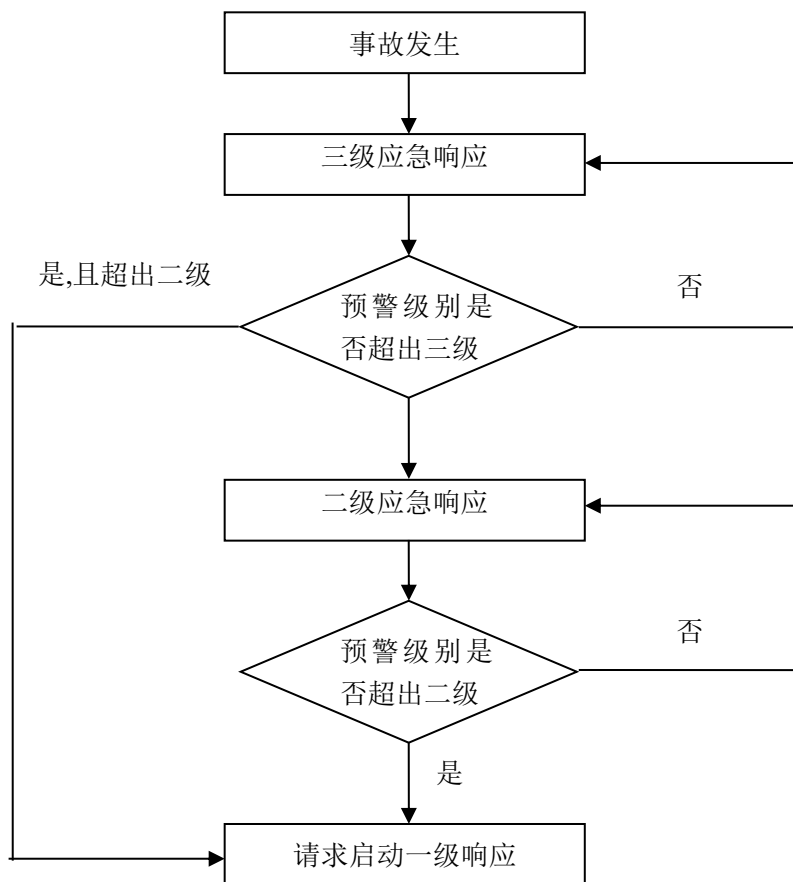 事故发生
三级应急响应
是,且超出二级
否
预警级别是
否超出三级
二级应急响应
否
预警级别是
否超出二级
是
请求启动一级响应